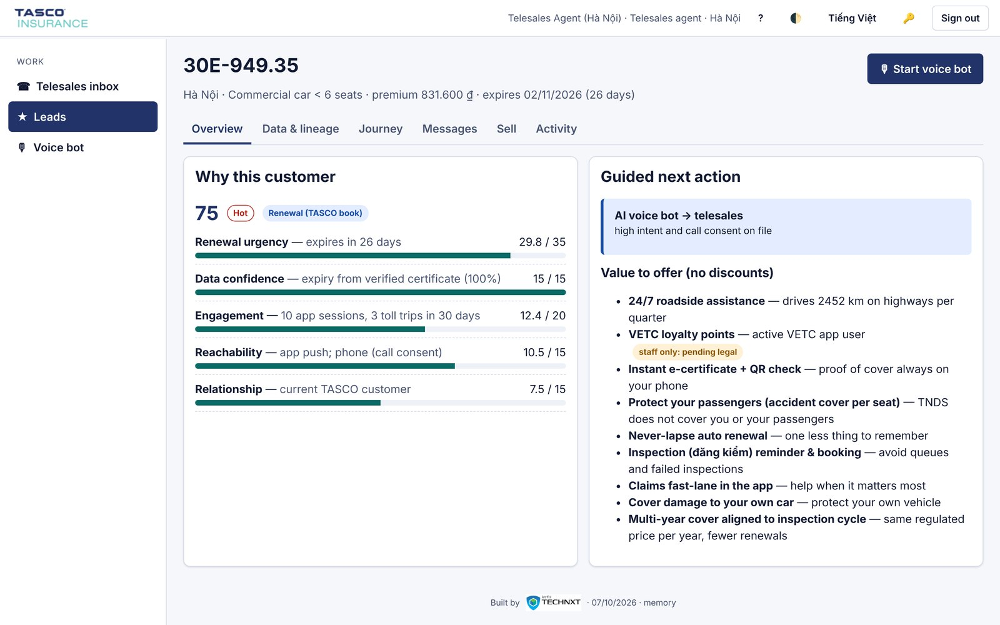 TASCO
INSURANCE
Telesales Agent (Hà Nội) · Telesales agent · Hà Nội
?
Tiếng Việt
Sign out
WORK
Telesales inbox
Leads
Voice bot
30E-949.35
Start voice bot
Hà Nội · Commercial car < 6 seats · premium 831.600 ₫ · expires 02/11/2026 (26 days)
Overview
Data & lineage
Journey
Messages
Sell
Activity
Why this customer
75 Hot Renewal (TASCO book)
Renewal urgency — expires in 26 days 29.8 / 35
Data confidence — expiry from verified certificate (100%) 15 / 15
Engagement — 10 app sessions, 3 toll trips in 30 days 12.4 / 20
Reachability — app push; phone (call consent) 10.5 / 15
Relationship — current TASCO customer 7.5 / 15
Guided next action
AI voice bot → telesales
high intent and call consent on file
Value to offer (no discounts)
• 24/7 roadside assistance — drives 2452 km on highways per
quarter
• VETC loyalty points — active VETC app user
staff only: pending legal
• Instant e-certificate + QR check — proof of cover always on
your phone
• Protect your passengers (accident cover per seat) — TNDS
does not cover you or your passengers
• Never-lapse auto renewal — one less thing to remember
• Inspection (đăng kiểm) reminder & booking — avoid queues
and failed inspections
• Claims fast-lane in the app — help when it matters most
• Cover damage to your own car — protect your own vehicle
• Multi-year cover aligned to inspection cycle — same regulated
price per year, fewer renewals
Built by TECHNXT · 07/10/2026 · memory